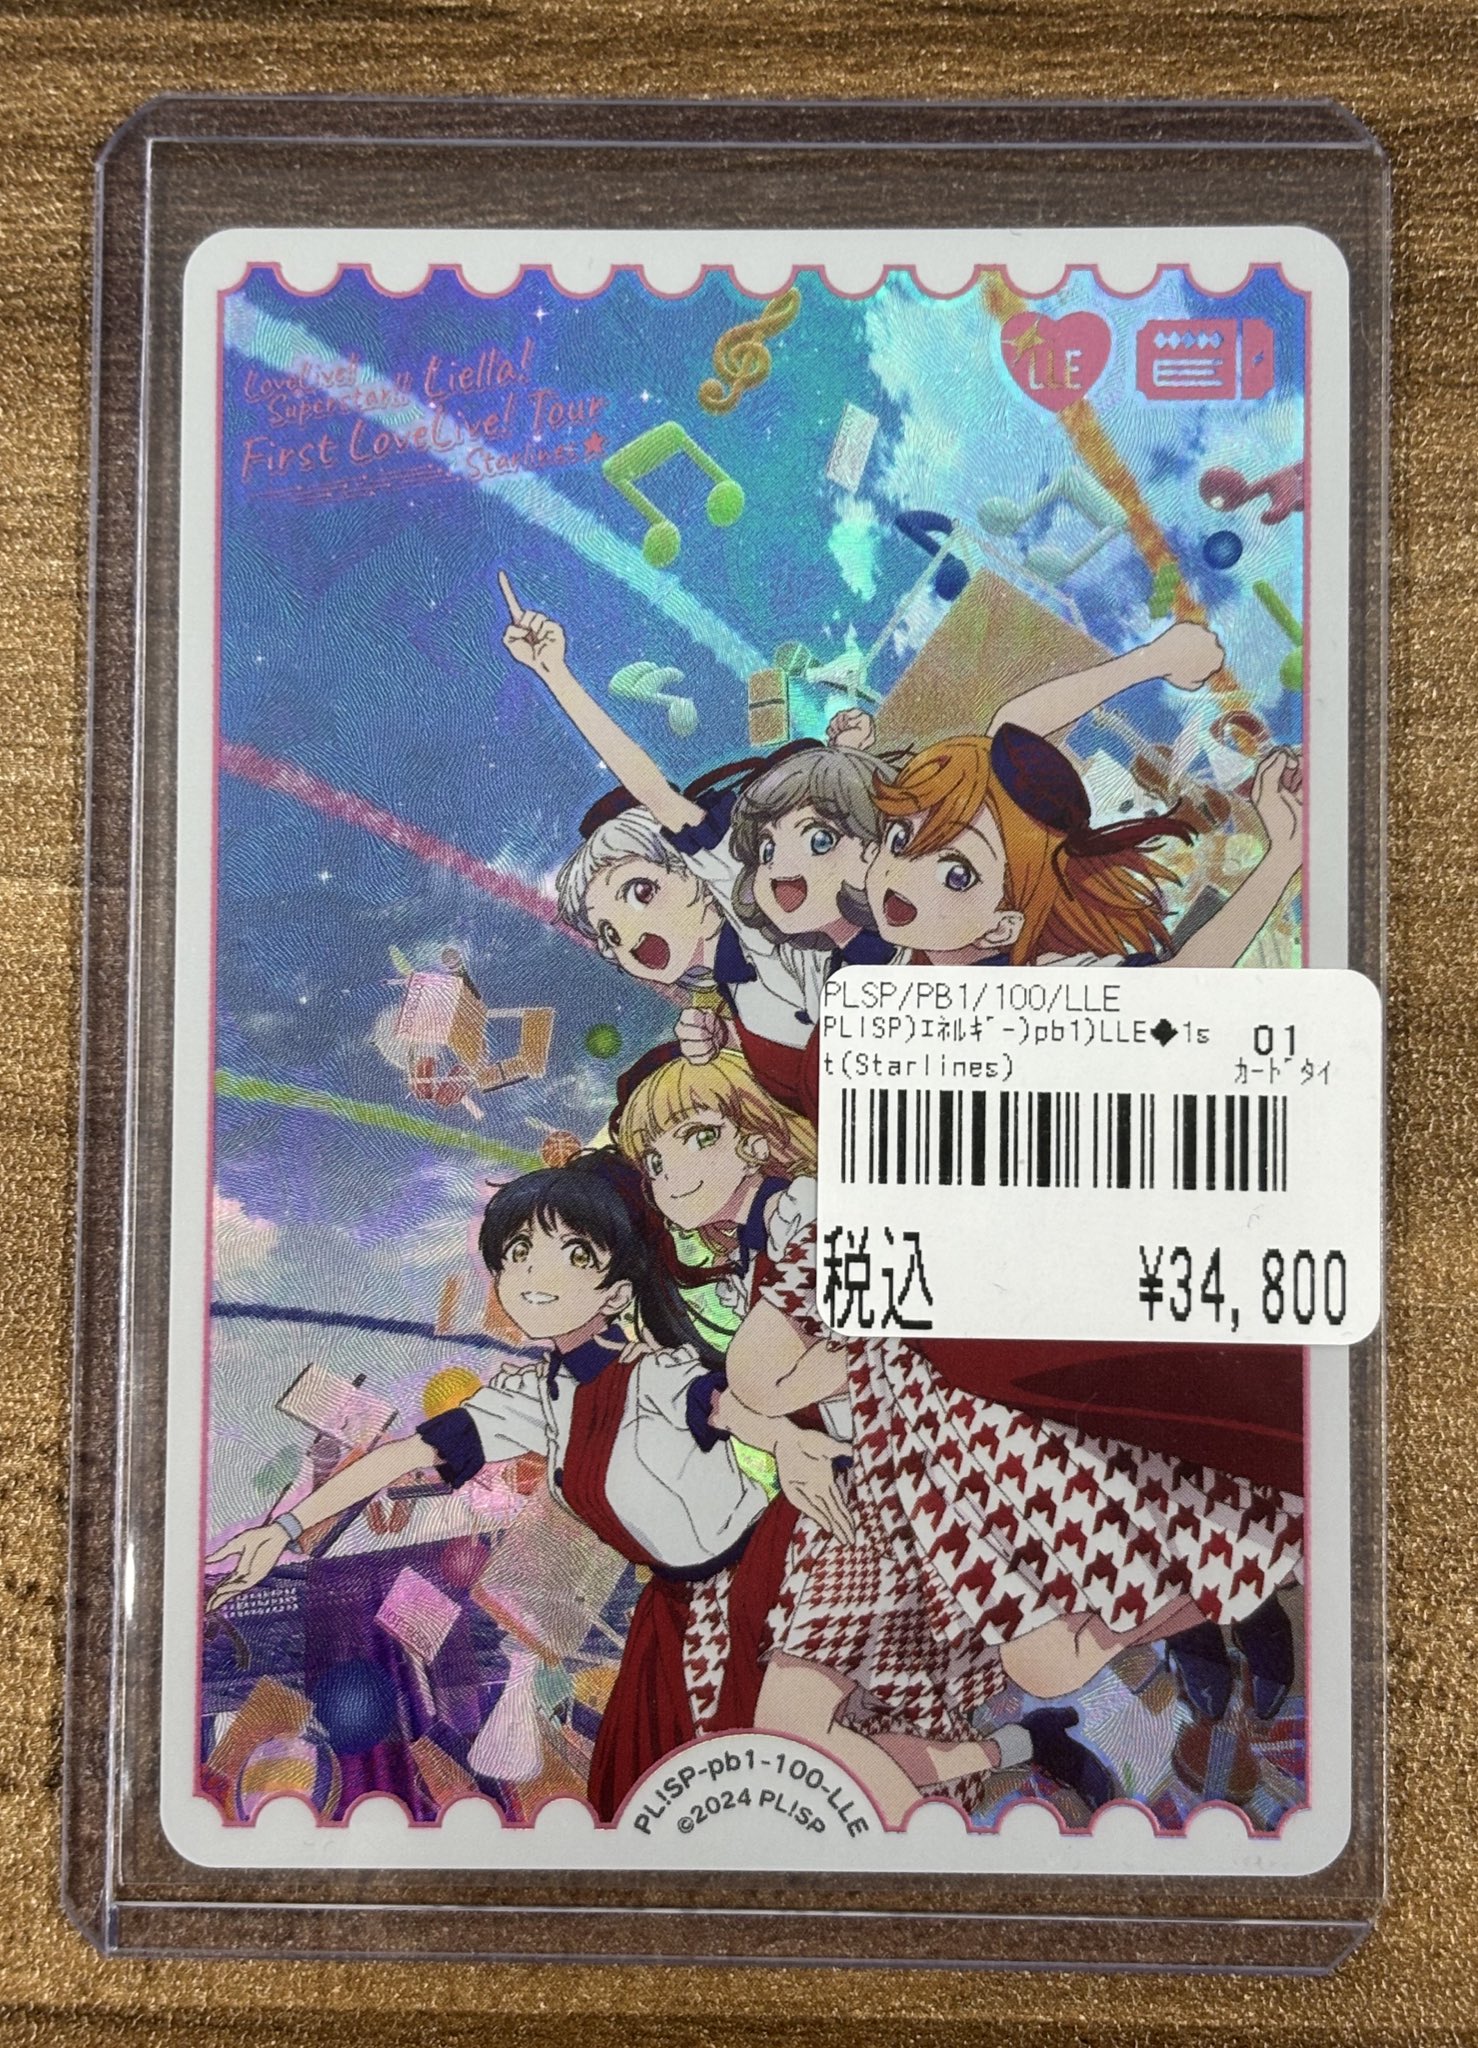 LoveLive!
Superstar!! Liella!
First LoveLive! Tour
Starlines★
LLE
PLSP/PB1/100/LLE
PL!SP)ｴﾈﾙｷﾞｰ)pb1)LLE◆1s
t(Starlines)
01
ｶｰﾄﾞﾀｲ
税込
¥34,800
PL!SP-pb1-100-LLE
©2024 PL!SP